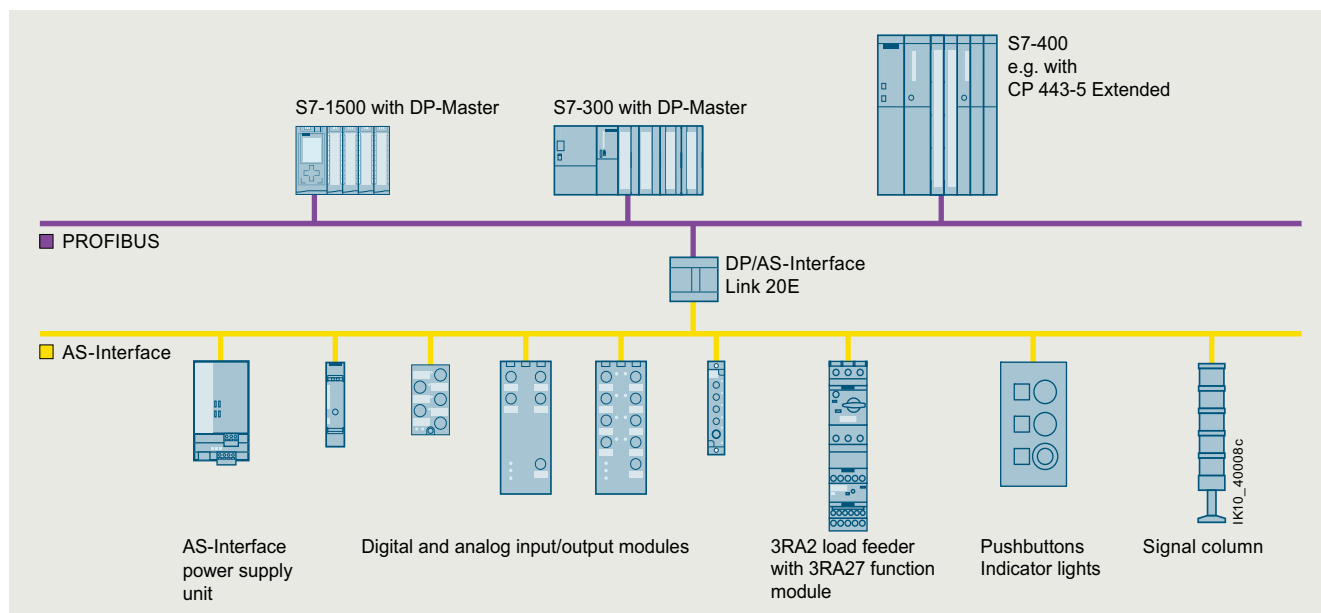 S7-400
e.g. with
CP 443-5 Extended
S7-1500 with DP-Master
S7-300 with DP-Master
PROFIBUS
DP/AS-Interface
Link 20E
AS-Interface
IK10_40008c
AS-Interface
power supply
unit
Digital and analog input/output modules
3RA2 load feeder
with 3RA27 function
module
Pushbuttons
Indicator lights
Signal column